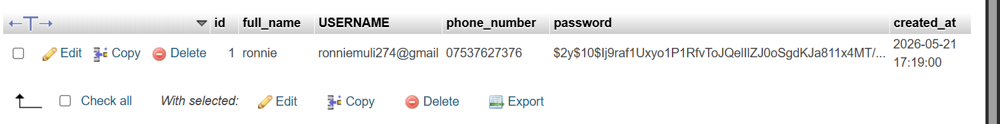 id full_name USERNAME phone_number password created_at
Edit Copy Delete 1 ronnie ronniemuli274@gmail 07537627376 $2y$10$Ij9raf1Uxyo1P1RfvToJQelIlZJ0oSgdKJa811x4MT/... 2026-05-21
17:19:00
Check all With selected: Edit Copy Delete Export